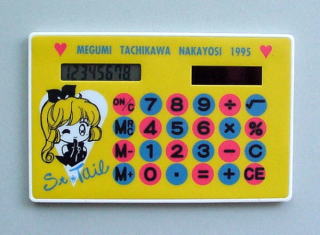 MEGUMI TACHIKAWA NAKAYOSI 1995
12345678
ON/C 7 8 9 ÷ √
MRC 4 5 6 × %
M- 1 2 3 - C
M+ 0 · = + CE
St. Tail